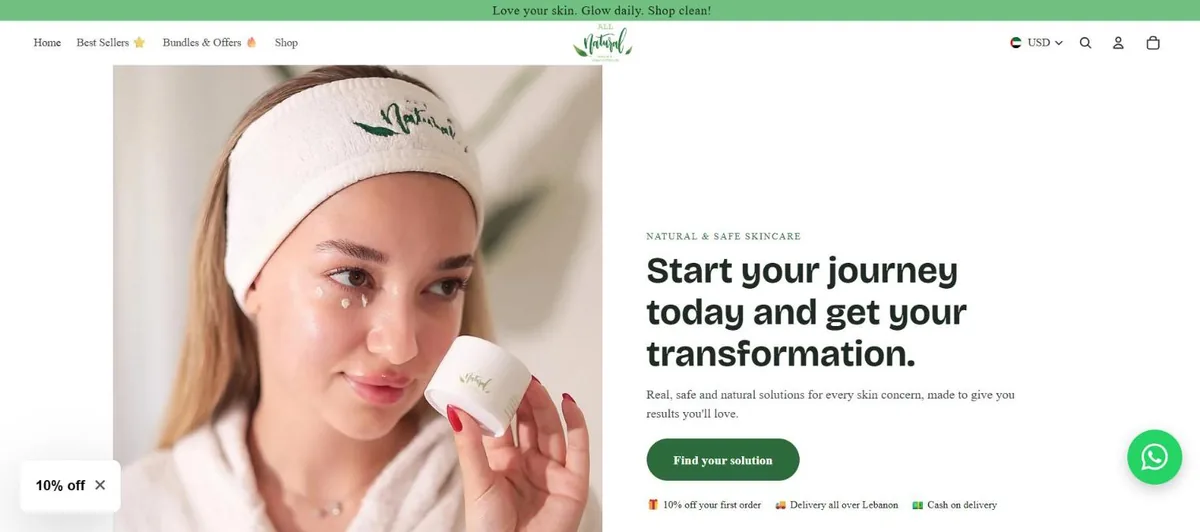 Love your skin. Glow daily. Shop clean!
Home Best Sellers ⭐ Bundles & Offers 🔥 Shop
ALL
Natural
USD
Natural
Natural
NATURAL & SAFE SKINCARE
Start your journey
today and get your
transformation.
Real, safe and natural solutions for every skin concern, made to give you
results you'll love.
Find your solution
🎁 10% off your first order 🚚 Delivery all over Lebanon 💵 Cash on delivery
10% off ✕